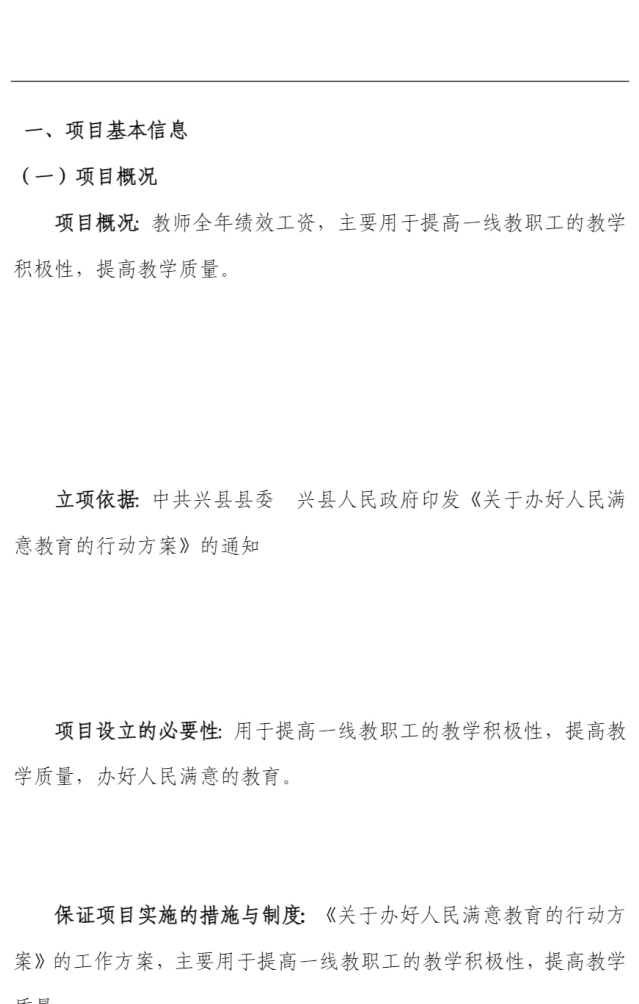 一、项目基本信息
（一）项目概况
项目概况：教师全年绩效工资，主要用于提高一线教职工的教学
积极性，提高教学质量。
立项依据：中共兴县县委　兴县人民政府印发《关于办好人民满
意教育的行动方案》的通知
项目设立的必要性：用于提高一线教职工的教学积极性，提高教
学质量，办好人民满意的教育。
保证项目实施的措施与制度：《关于办好人民满意教育的行动方
案》的工作方案，主要用于提高一线教职工的教学积极性，提高教学
质量